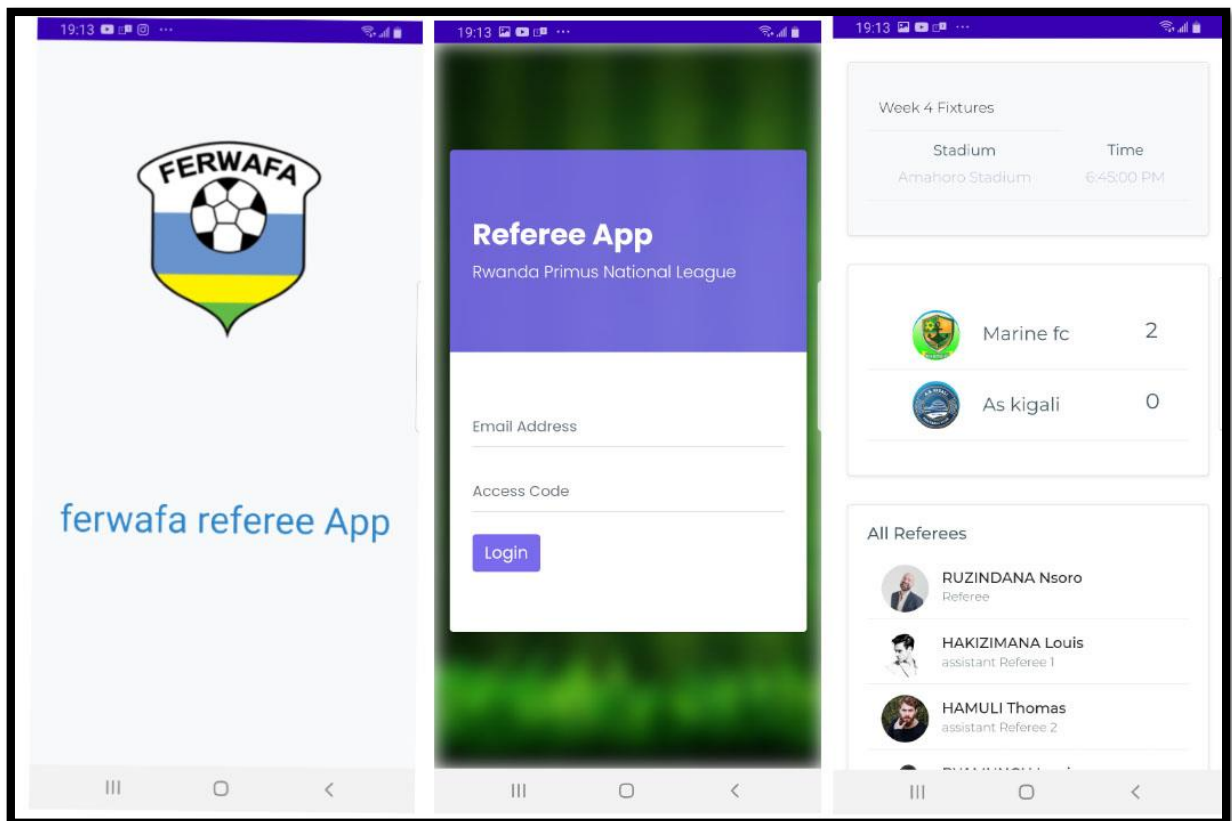 19:13
FERWAFA
ferwafa referee App
19:13
Referee App
Rwanda Primus National League
Email Address
Access Code
Login
19:13
Week 4 Fixtures
Stadium Time
Amahoro Stadium 6:45:00 PM
Marine fc 2
As kigali 0
All Referees
RUZINDANA Nsoro
Referee
HAKIZIMANA Louis
assistant Referee 1
HAMULI Thomas
assistant Referee 2